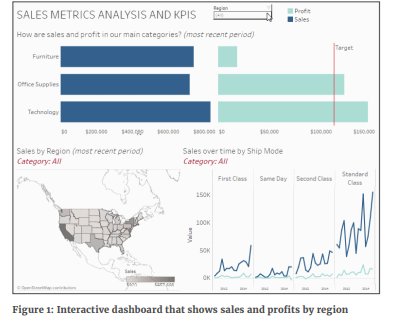 SALES METRICS ANALYSIS AND KPIS
Region
Profit
Sales
How are sales and profit in our main categories? (most recent period)
Target
Furniture
Office Supplies
Technology
$0 $200,000 $400,000 $600,000 $800,000 $0 $50,000 $100,000 $150,000
Sales by Region (most recent period)
Category: All
Sales over time by Ship Mode
Category: All
First Class Same Day Second Class Standard Class
Value
150K
100K
50K
0K
Sales
© OpenStreetMap contributors
Figure 1: Interactive dashboard that shows sales and profits by region